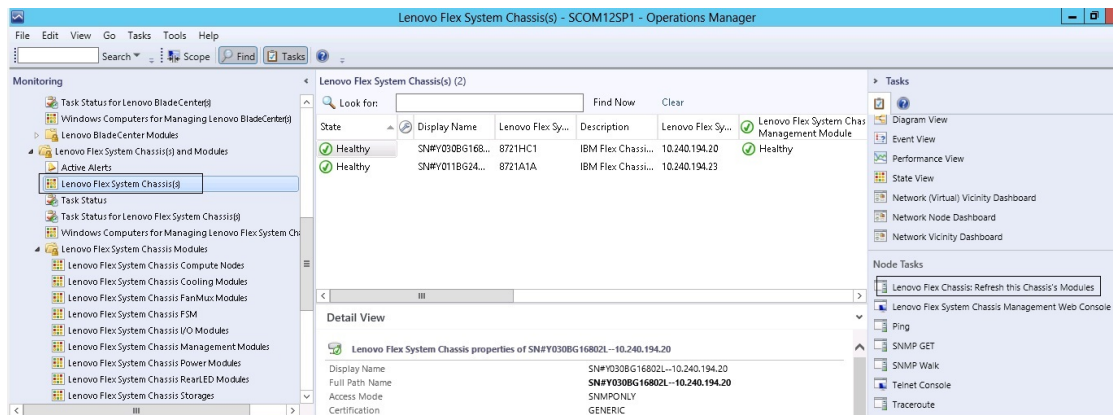 Lenovo Flex System Chassis(s) - SCOM12SP1 - Operations Manager
File Edit View Go Tasks Tools Help
Search Scope Find Tasks
Monitoring
Task Status for Lenovo BladeCenter(s)
Windows Computers for Managing Lenovo BladeCenter(s)
Lenovo BladeCenter Modules
Lenovo Flex System Chassis(s) and Modules
Active Alerts
Lenovo Flex System Chassis(s)
Task Status
Task Status for Lenovo Flex System Chassis(s)
Windows Computers for Managing Lenovo Flex System Ch
Lenovo Flex System Chassis Modules
Lenovo Flex System Chassis Compute Nodes
Lenovo Flex System Chassis Cooling Modules
Lenovo Flex System Chassis FanMux Modules
Lenovo Flex System Chassis FSM
Lenovo Flex System Chassis I/O Modules
Lenovo Flex System Chassis Management Modules
Lenovo Flex System Chassis Power Modules
Lenovo Flex System Chassis RearLED Modules
Lenovo Flex System Chassis Storages
Lenovo Flex System Chassis(s) (2)
Look for: Find Now Clear
State Display Name Lenovo Flex Sy... Description Lenovo Flex Sy... Lenovo Flex System Chas
Management Module
Healthy SN#Y030BG168... 8721HC1 IBM Flex Chassi... 10.240.194.20 Healthy
Healthy SN#Y011BG24... 8721A1A IBM Flex Chassi... 10.240.194.23
Detail View
Lenovo Flex System Chassis properties of SN#Y030BG16802L--10.240.194.20
Display Name SN#Y030BG16802L--10.240.194.20
Full Path Name SN#Y030BG16802L--10.240.194.20
Access Mode SNMPONLY
Certification GENERIC
Tasks
Diagram View
Event View
Performance View
State View
Network (Virtual) Vicinity Dashboard
Network Node Dashboard
Network Vicinity Dashboard
Node Tasks
Lenovo Flex Chassis: Refresh this Chassis's Modules
Lenovo Flex System Chassis Management Web Console
Ping
SNMP GET
SNMP Walk
Telnet Console
Traceroute